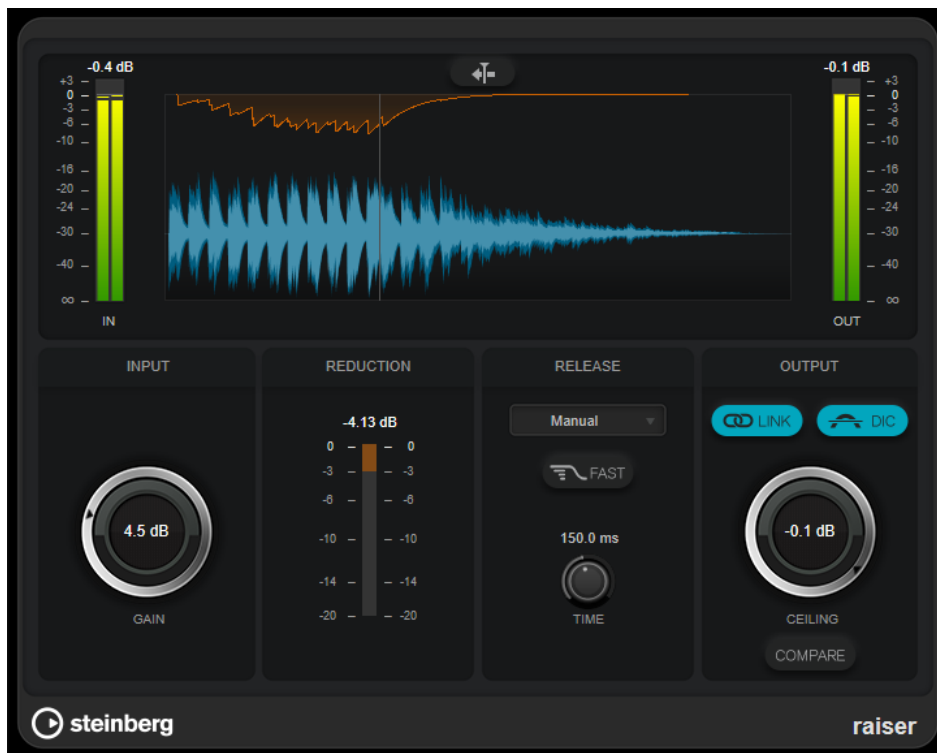 -0.4 dB
-0.1 dB
+3
0
-3
-6
-10
-16
-20
-24
-30
-40
∞
IN
+3
0
-3
-6
-10
-16
-20
-24
-30
-40
∞
OUT
INPUT
4.5 dB
GAIN
REDUCTION
-4.13 dB
0 0
-3 -3
-6 -6
-10 -10
-14 -14
-20 -20
RELEASE
Manual
FAST
150.0 ms
TIME
OUTPUT
LINK
DIC
-0.1 dB
CEILING
COMPARE
steinberg
raiser